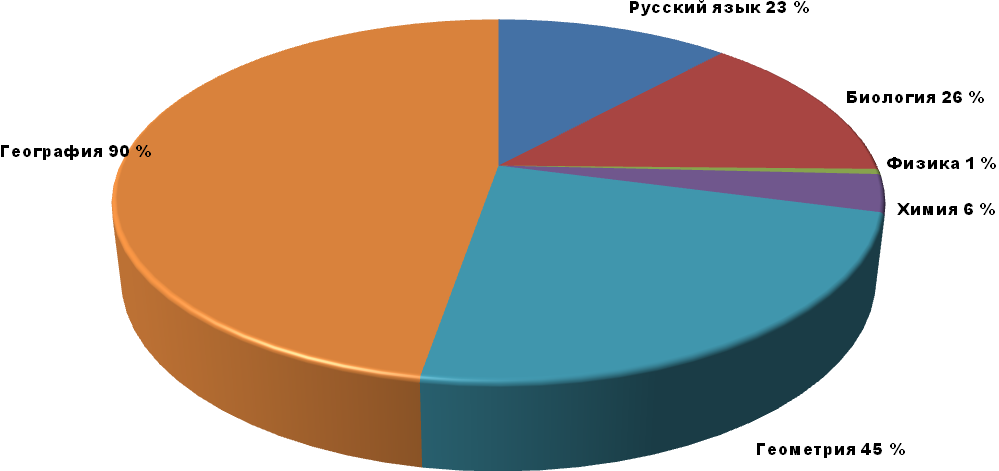 Русский язык 23 %
Биология 26 %
География 90 %
Физика 1 %
Химия 6 %
Геометрия 45 %